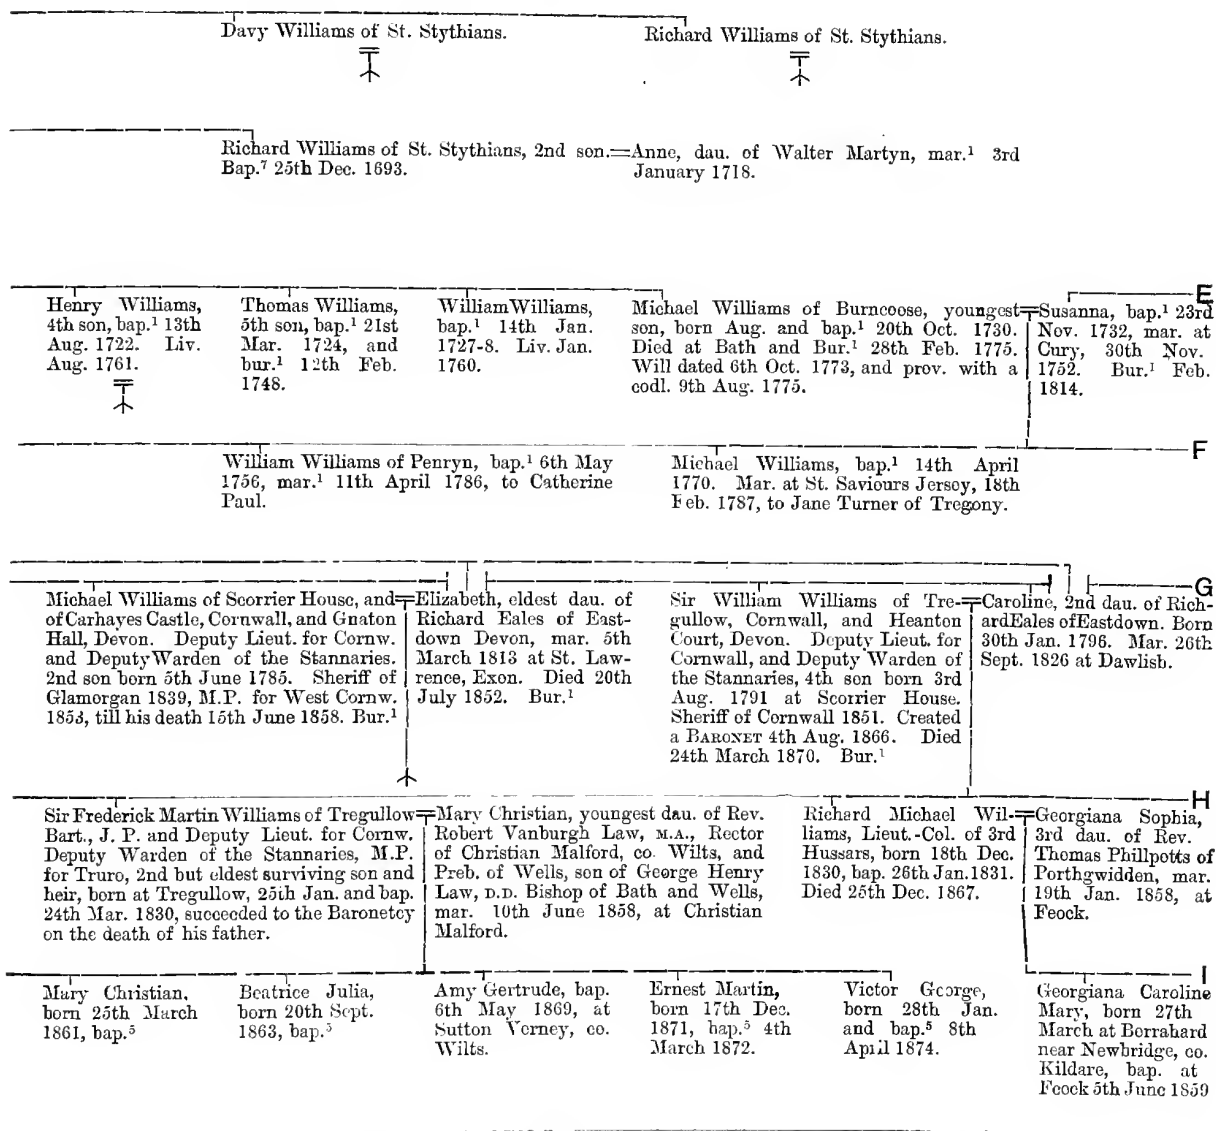 Davy Williams of St. Stythians.
Richard Williams of St. Stythians.
Richard Williams of St. Stythians, 2nd son.=Anne, dau. of Walter Martyn, mar.¹ 3rd
Bap.⁷ 25th Dec. 1693.
January 1718.
E
Henry Williams,
4th son, bap.¹ 13th
Aug. 1722. Liv.
Aug. 1761.
Thomas Williams,
5th son, bap.¹ 21st
Mar. 1724, and
bur.¹ 12th Feb.
1748.
William Williams,
bap.¹ 14th Jan.
1727-8. Liv. Jan.
1760.
Michael Williams of Burncoose, youngest
son, born Aug. and bap.¹ 20th Oct. 1730.
Died at Bath and Bur.¹ 28th Feb. 1775.
Will dated 6th Oct. 1773, and prov. with a
codl. 9th Aug. 1775.
Susanna, bap.¹ 23rd
Nov. 1732, mar. at
Cury, 30th Nov.
1752. Bur.¹ Feb.
1814.
F
William Williams of Penryn, bap.¹ 6th May
1756, mar.¹ 11th April 1786, to Catherine
Paul.
Michael Williams, bap.¹ 14th April
1770. Mar. at St. Saviours Jersey, 18th
Feb. 1787, to Jane Turner of Tregony.
G
Michael Williams of Scorrier House, and
of Carhayes Castle, Cornwall, and Gnaton
Hall, Devon. Deputy Lieut. for Cornw.
and Deputy Warden of the Stannaries.
2nd son born 5th June 1785. Sheriff of
Glamorgan 1839, M.P. for West Cornw.
1853, till his death 15th June 1858. Bur.¹
Elizabeth, eldest dau. of
Richard Eales of East-
down Devon, mar. 5th
March 1813 at St. Law-
rence, Exon. Died 20th
July 1852. Bur.¹
Sir William Williams of Tre-
gullow, Cornwall, and Heanton
Court, Devon. Deputy Lieut. for
Cornwall, and Deputy Warden of
the Stannaries, 4th son born 3rd
Aug. 1791 at Scorrier House.
Sheriff of Cornwall 1851. Created
a BARONET 4th Aug. 1866. Died
24th March 1870. Bur.¹
Caroline, 2nd dau. of Rich-
ard Eales of Eastdown. Born
30th Jan. 1796. Mar. 26th
Sept. 1826 at Dawlish.
H
Sir Frederick Martin Williams of Tregullow
Bart., J. P. and Deputy Lieut. for Cornw.
Deputy Warden of the Stannaries, M.P.
for Truro, 2nd but eldest surviving son and
heir, born at Tregullow, 25th Jan. and bap.
24th Mar. 1830, succeeded to the Baronetcy
on the death of his father.
Mary Christian, youngest dau. of Rev.
Robert Vanburgh Law, M.A., Rector
of Christian Malford, co. Wilts, and
Preb. of Wells, son of George Henry
Law, D.D. Bishop of Bath and Wells,
mar. 10th June 1858, at Christian
Malford.
Richard Michael Wil-
liams, Lieut.-Col. of 3rd
Hussars, born 18th Dec.
1830, bap. 26th Jan. 1831.
Died 25th Dec. 1867.
Georgiana Sophia,
3rd dau. of Rev.
Thomas Phillpotts of
Porthgwidden, mar.
19th Jan. 1858, at
Feock.
I
Mary Christian,
born 25th March
1861, bap.⁵
Beatrice Julia,
born 20th Sept.
1863, bap.⁵
Amy Gertrude, bap.
6th May 1869, at
Sutton Verney, co.
Wilts.
Ernest Martin,
born 17th Dec.
1871, bap.⁵ 4th
March 1872.
Victor George,
born 28th Jan.
and bap.⁵ 8th
April 1874.
Georgiana Caroline
Mary, born 27th
March at Borrahard
near Newbridge, co.
Kildare, bap. at
Feock 5th June 1859